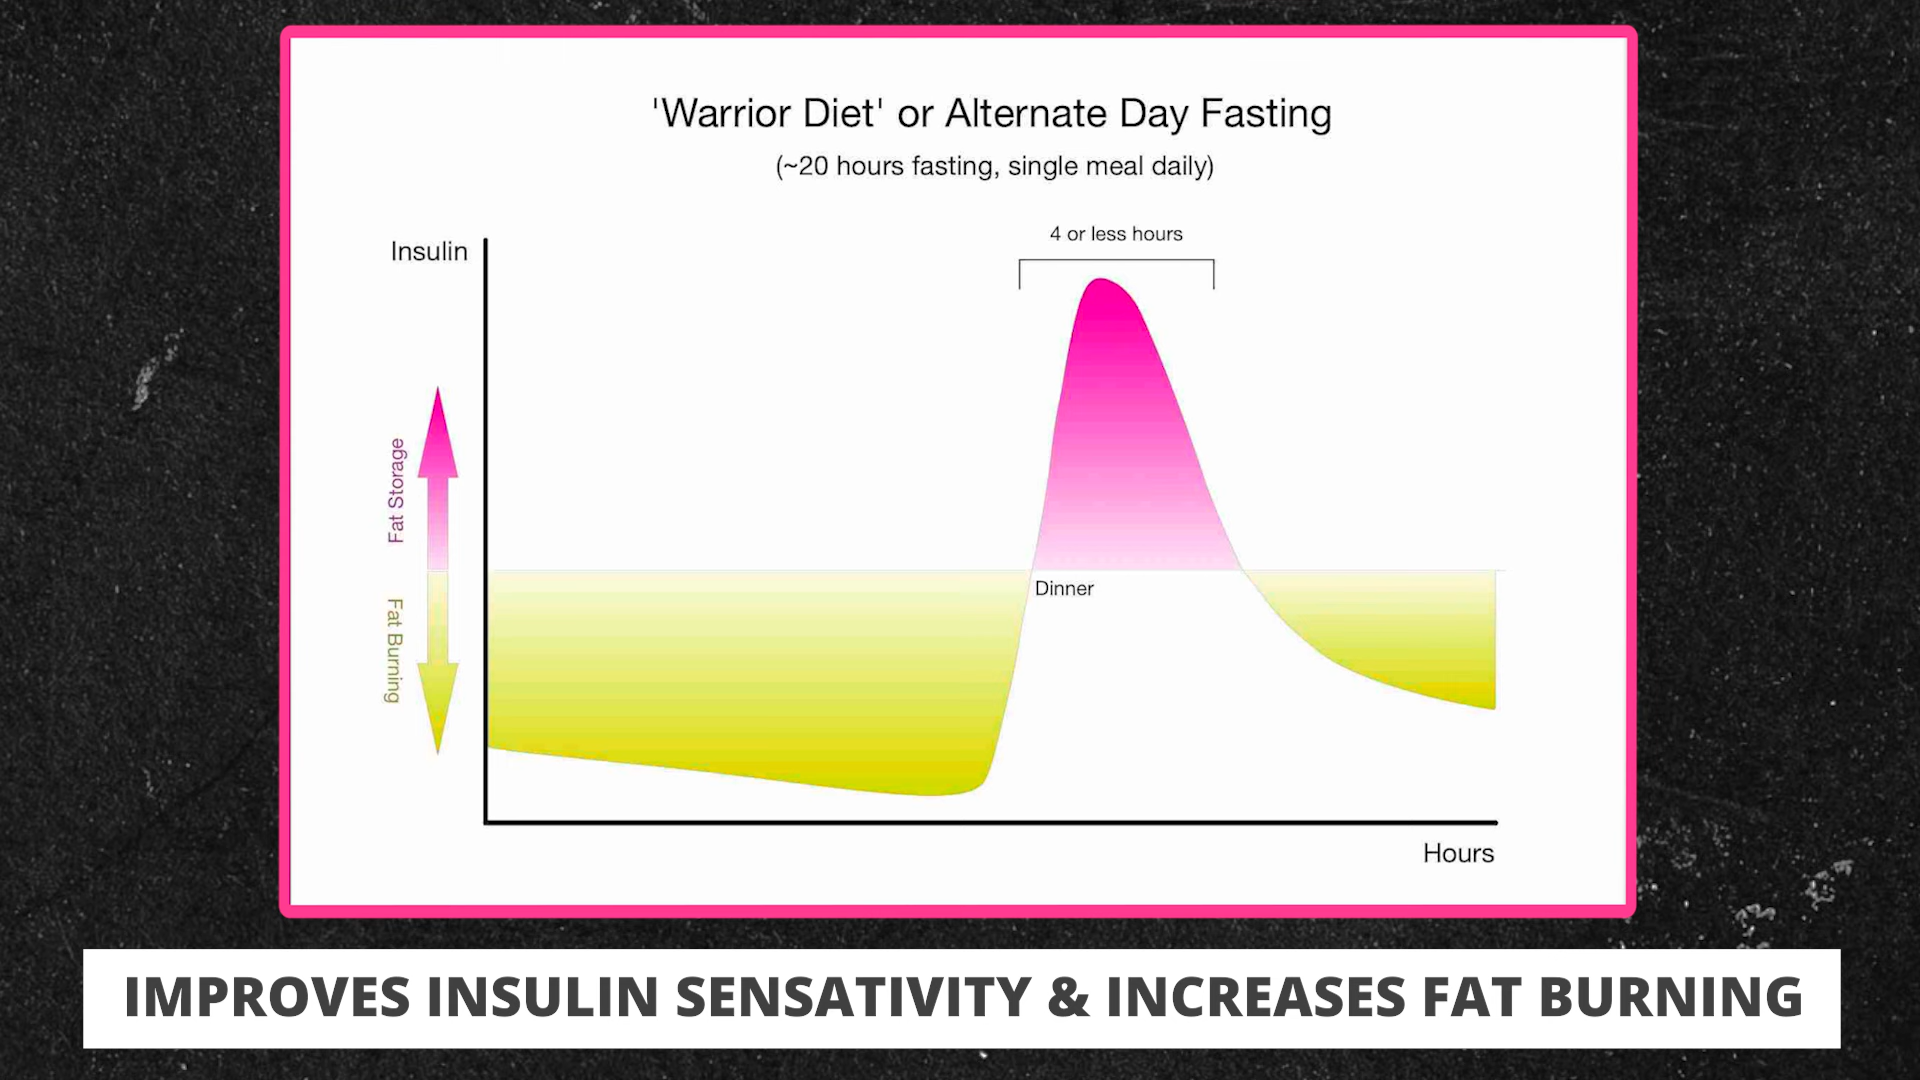 'Warrior Diet' or Alternate Day Fasting
(~20 hours fasting, single meal daily)
4 or less hours
Insulin
Fat Storage
Fat Burning
Dinner
Hours
IMPROVES INSULIN SENSATIVITY & INCREASES FAT BURNING